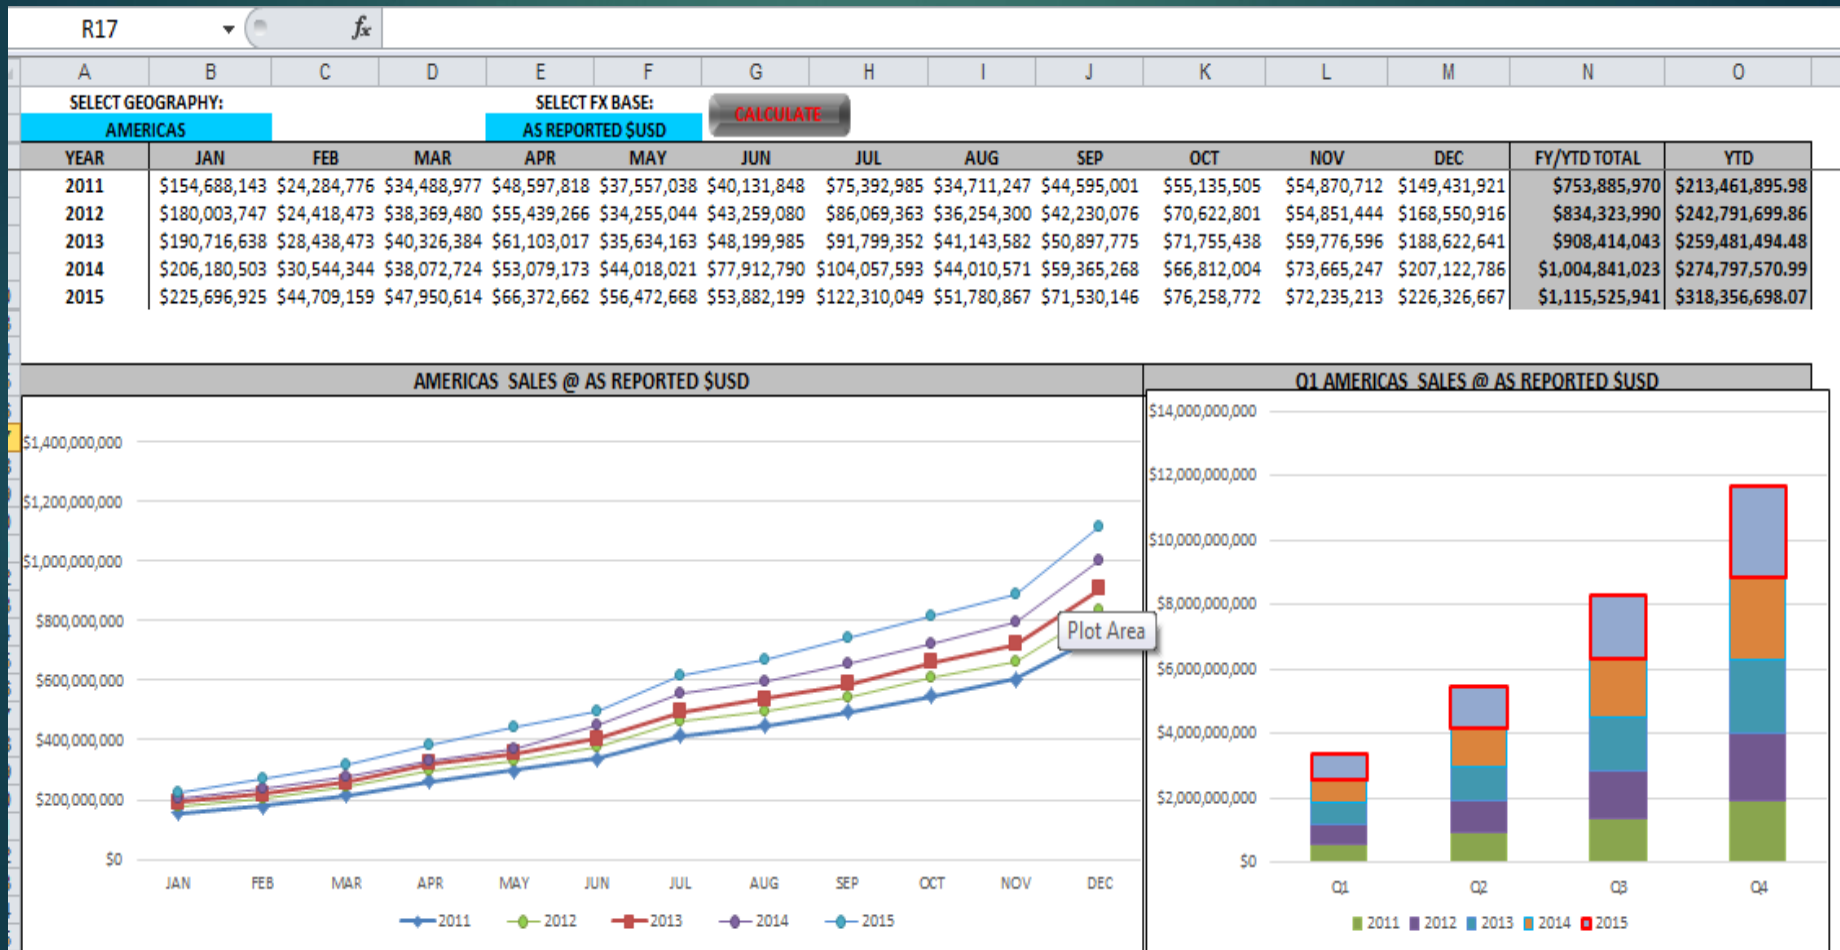 R17 fx
A B C D E F G H I J K L M N O
SELECT GEOGRAPHY: SELECT FX BASE: CALCULATE
AMERICAS AS REPORTED $USD
YEAR JAN FEB MAR APR MAY JUN JUL AUG SEP OCT NOV DEC FY/YTD TOTAL YTD
2011 $154,688,143 $24,284,776 $34,488,977 $48,597,818 $37,557,038 $40,131,848 $75,392,985 $34,711,247 $44,595,001 $55,135,505 $54,870,712 $149,431,921 $753,885,970 $213,461,895.98
2012 $180,003,747 $24,418,473 $38,369,480 $55,439,266 $34,255,044 $43,259,080 $86,069,363 $36,254,300 $42,230,076 $70,622,801 $54,851,444 $168,550,916 $834,323,990 $242,791,699.86
2013 $190,716,638 $28,438,473 $40,326,384 $61,103,017 $35,634,163 $48,199,985 $91,799,352 $41,143,582 $50,897,775 $71,755,438 $59,776,596 $188,622,641 $908,414,043 $259,481,494.48
2014 $206,180,503 $30,544,344 $38,072,724 $53,079,173 $44,018,021 $77,912,790 $104,057,593 $44,010,571 $59,365,268 $66,812,004 $73,665,247 $207,122,786 $1,004,841,023 $274,797,570.99
2015 $225,696,925 $44,709,159 $47,950,614 $66,372,662 $56,472,668 $53,882,199 $122,310,049 $51,780,867 $71,530,146 $76,258,772 $72,235,213 $226,326,667 $1,115,525,941 $318,356,698.07
AMERICAS SALES @ AS REPORTED $USD
$1,400,000,000
$1,200,000,000
$1,000,000,000
$800,000,000
$600,000,000
$400,000,000
$200,000,000
$0
Plot Area
JAN FEB MAR APR MAY JUN JUL AUG SEP OCT NOV DEC
2011 2012 2013 2014 2015
Q1 AMERICAS SALES @ AS REPORTED $USD
$14,000,000,000
$12,000,000,000
$10,000,000,000
$8,000,000,000
$6,000,000,000
$4,000,000,000
$2,000,000,000
$0
Q1 Q2 Q3 Q4
2011 2012 2013 2014 2015